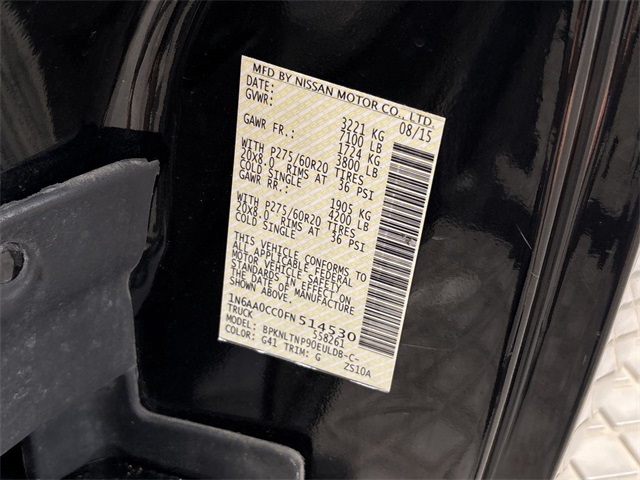 MFD BY NISSAN MOTOR CO., LTD.
DATE: 08/15
GVWR: 3221 KG
7100 LB
GAWR FR.: 1724 KG
3800 LB
WITH P275/60R20 TIRES
20X8.0, RIMS AT 36 PSI
COLD SINGLE
GAWR RR.: 1905 KG
4200 LB
WITH P275/60R20 TIRES
20X8.0, RIMS AT 36 PSI
COLD SINGLE
THIS VEHICLE CONFORMS TO
ALL APPLICABLE FEDERAL
MOTOR VEHICLE SAFETY
STANDARDS IN EFFECT ON
THE DATE OF MANUFACTURE
SHOWN ABOVE.
1N6AA0CC0FN514530
TRUCK 558261
MODEL: BPKNLTNP90EULDB-C-
COLOR: G41 TRIM: G ZS10A